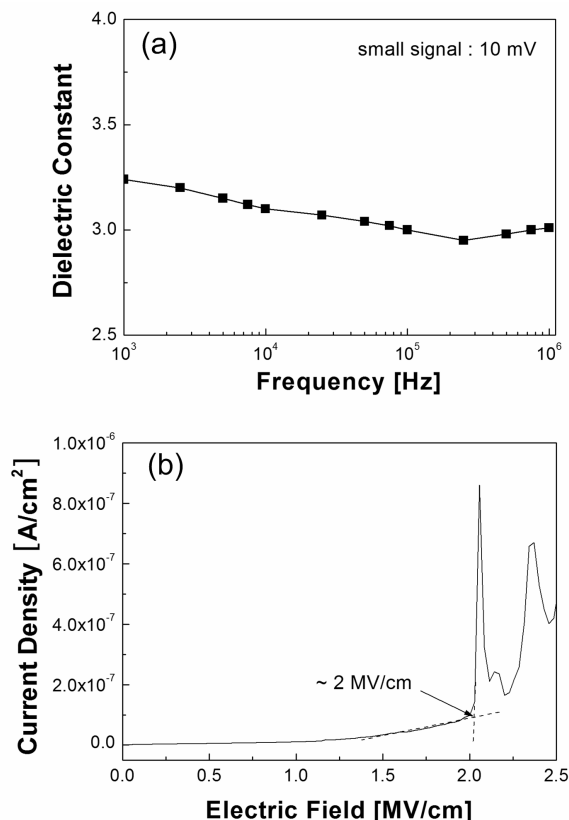 (a)
small signal : 10 mV
4.0
3.5
3.0
2.5
Dielectric Constant
10³ 10⁴ 10⁵ 10⁶
Frequency [Hz]
(b)
1.0x10⁻⁶
8.0x10⁻⁷
6.0x10⁻⁷
4.0x10⁻⁷
2.0x10⁻⁷
0.0
Current Density [A/cm²]
~ 2 MV/cm
0.0 0.5 1.0 1.5 2.0 2.5
Electric Field [MV/cm]